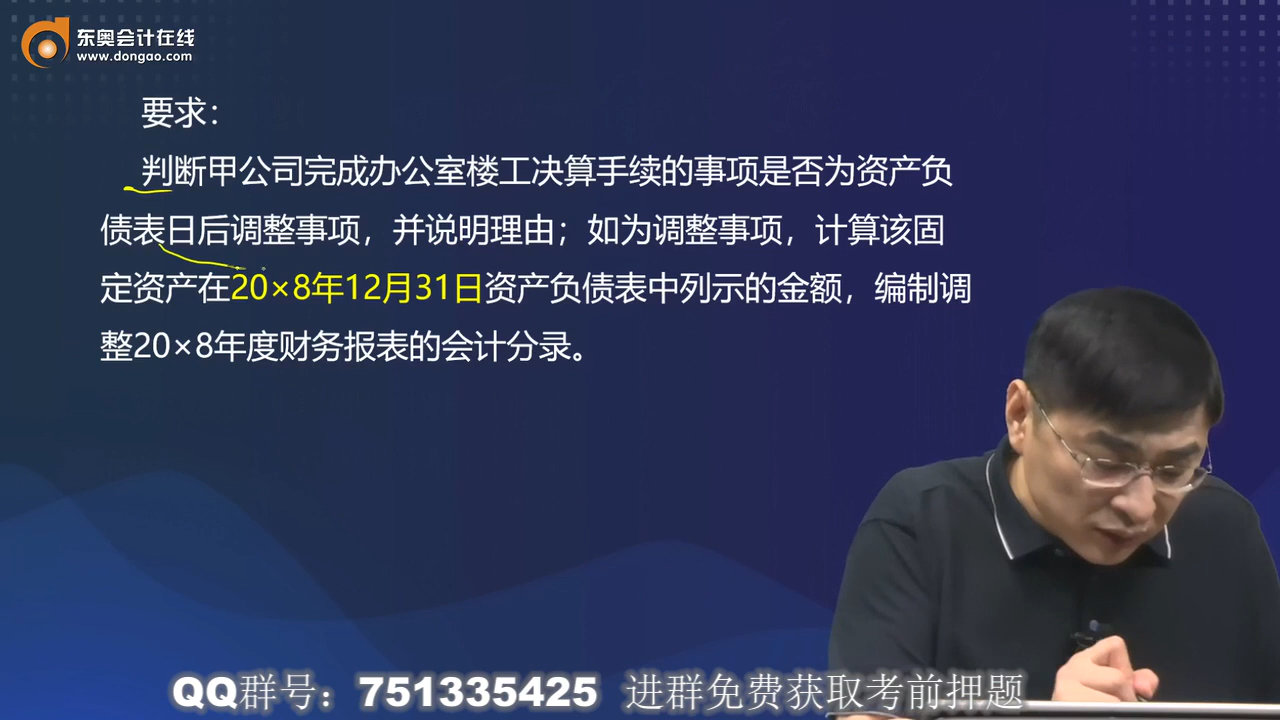 东奥会计在线
www.dongao.com
要求：
判断甲公司完成办公室楼工决算手续的事项是否为资产负
债表日后调整事项，并说明理由；如为调整事项，计算该固
定资产在20×8年12月31日资产负债表中列示的金额，编制调
整20×8年度财务报表的会计分录。
QQ群号：751335425 进群免费获取考前押题